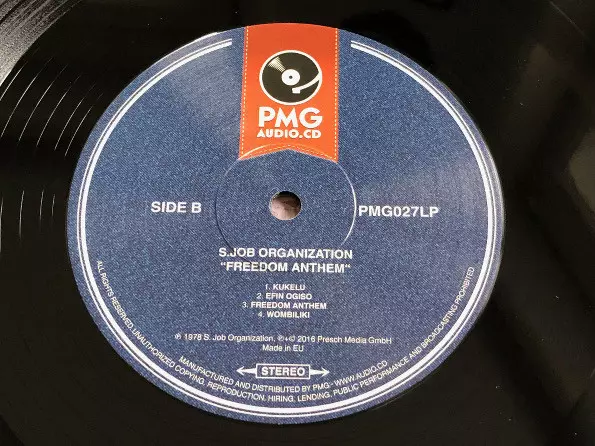 PMG
AUDIO.CD
SIDE B
PMG027LP
S.JOB ORGANIZATION
"FREEDOM ANTHEM"
1. KUKELU
2. EFIN OGISO
3. FREEDOM ANTHEM
4. WOMBILIKI
℗ 1978 S. Job Organization, ℗+© 2016 Presch Media GmbH
Made in EU
STEREO
MANUFACTURED AND DISTRIBUTED BY PMG - WWW.AUDIO.CD
ALL RIGHTS RESERVED. UNAUTHORIZED COPYING, REPRODUCTION, HIRING, LENDING, PUBLIC PERFORMANCE AND BROADCASTING PROHIBITED